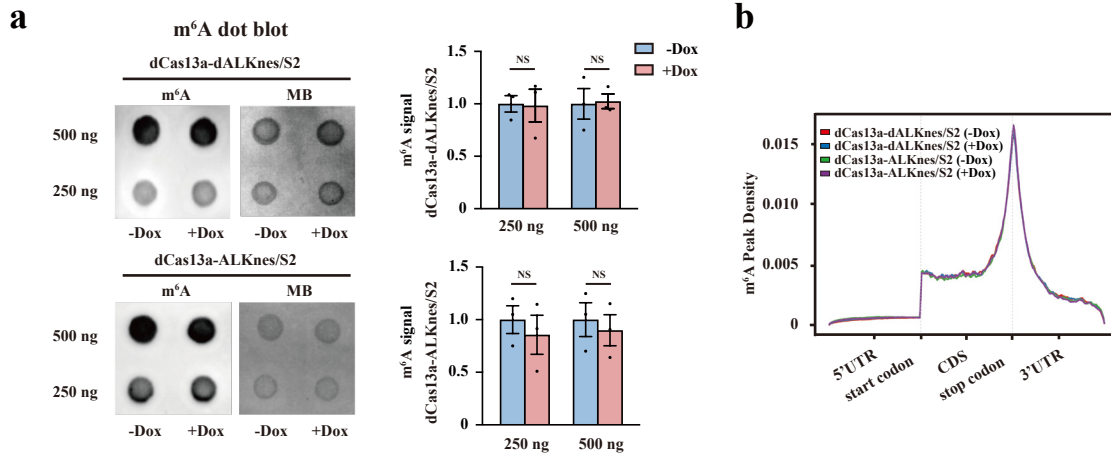 a
m⁶A dot blot
dCas13a-dALKnes/S2
m⁶A MB
500 ng
250 ng
-Dox +Dox -Dox +Dox
dCas13a-ALKnes/S2
m⁶A MB
500 ng
250 ng
-Dox +Dox -Dox +Dox
m⁶A signal
dCas13a-dALKnes/S2
1.5
1.0
0.5
0
NS NS
250 ng 500 ng
-Dox
+Dox
m⁶A signal
dCas13a-ALKnes/S2
1.5
1.0
0.5
0
NS NS
250 ng 500 ng
b
m⁶A Peak Density
0.015
0.010
0.005
0
dCas13a-dALKnes/S2 (-Dox)
dCas13a-dALKnes/S2 (+Dox)
dCas13a-ALKnes/S2 (-Dox)
dCas13a-ALKnes/S2 (+Dox)
5'UTR
start codon
CDS
stop codon
3'UTR